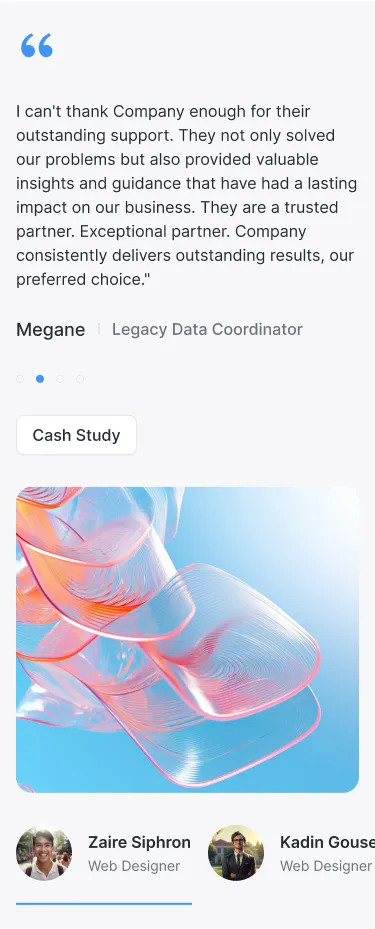 “
I can't thank Company enough for their
outstanding support. They not only solved
our problems but also provided valuable
insights and guidance that have had a lasting
impact on our business. They are a trusted
partner. Exceptional partner. Company
consistently delivers outstanding results, our
preferred choice."
Megane | Legacy Data Coordinator
Cash Study
Zaire Siphron
Web Designer
Kadin Gouse
Web Designer